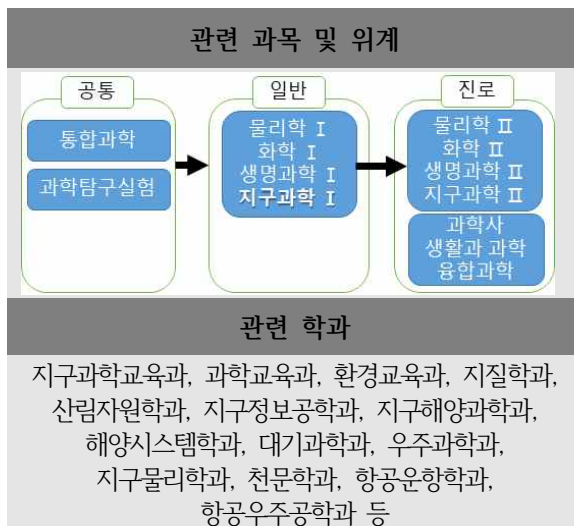 관련 과목 및 위계
공통
통합과학
과학탐구실험
일반
물리학 Ⅰ
화학 Ⅰ
생명과학 Ⅰ
지구과학 Ⅰ
진로
물리학 Ⅱ
화학 Ⅱ
생명과학 Ⅱ
지구과학 Ⅱ
과학사
생활과 과학
융합과학
관련 학과
지구과학교육과, 과학교육과, 환경교육과, 지질학과,
산림자원학과, 지구정보공학과, 지구해양과학과,
해양시스템학과, 대기과학과, 우주과학과,
지구물리학과, 천문학과, 항공운항학과,
항공우주공학과 등